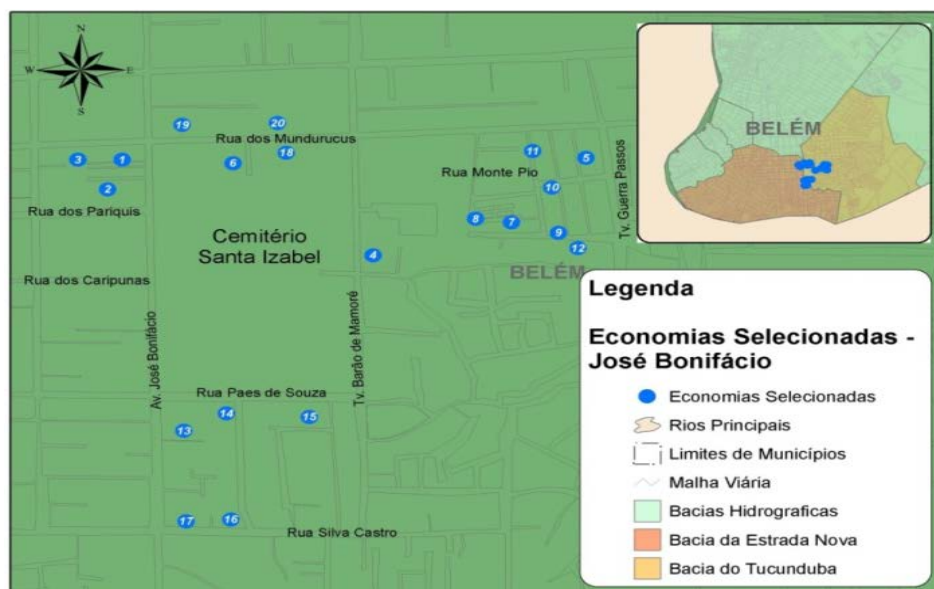 N
W E
S
BELÉM
19
20
Rua dos Mundurucus
3
1
6
18
11
5
2
Rua Monte Pio
10
Rua dos Pariquis
8
7
9
12
Tv. Guerra Passos
Cemitério
Santa Izabel
4
BELÉM
Rua dos Caripunas
Av. José Bonifácio
Tv. Barão de Mamoré
Rua Paes de Souza
14
15
13
17
16
Rua Silva Castro
Legenda
Economias Selecionadas -
José Bonifácio
Economias Selecionadas
Rios Principais
Limites de Municípios
Malha Viária
Bacias Hidrograficas
Bacia da Estrada Nova
Bacia do Tucunduba